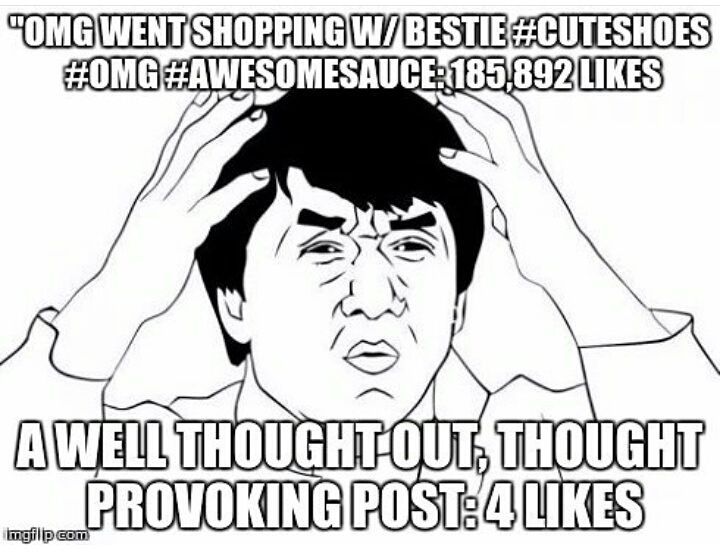 "OMG WENT SHOPPING W/ BESTIE #CUTESHOES
#OMG #AWESOMESAUCE: 185,892 LIKES
A WELL THOUGHT OUT, THOUGHT
PROVOKING POST: 4 LIKES
imgflip.com